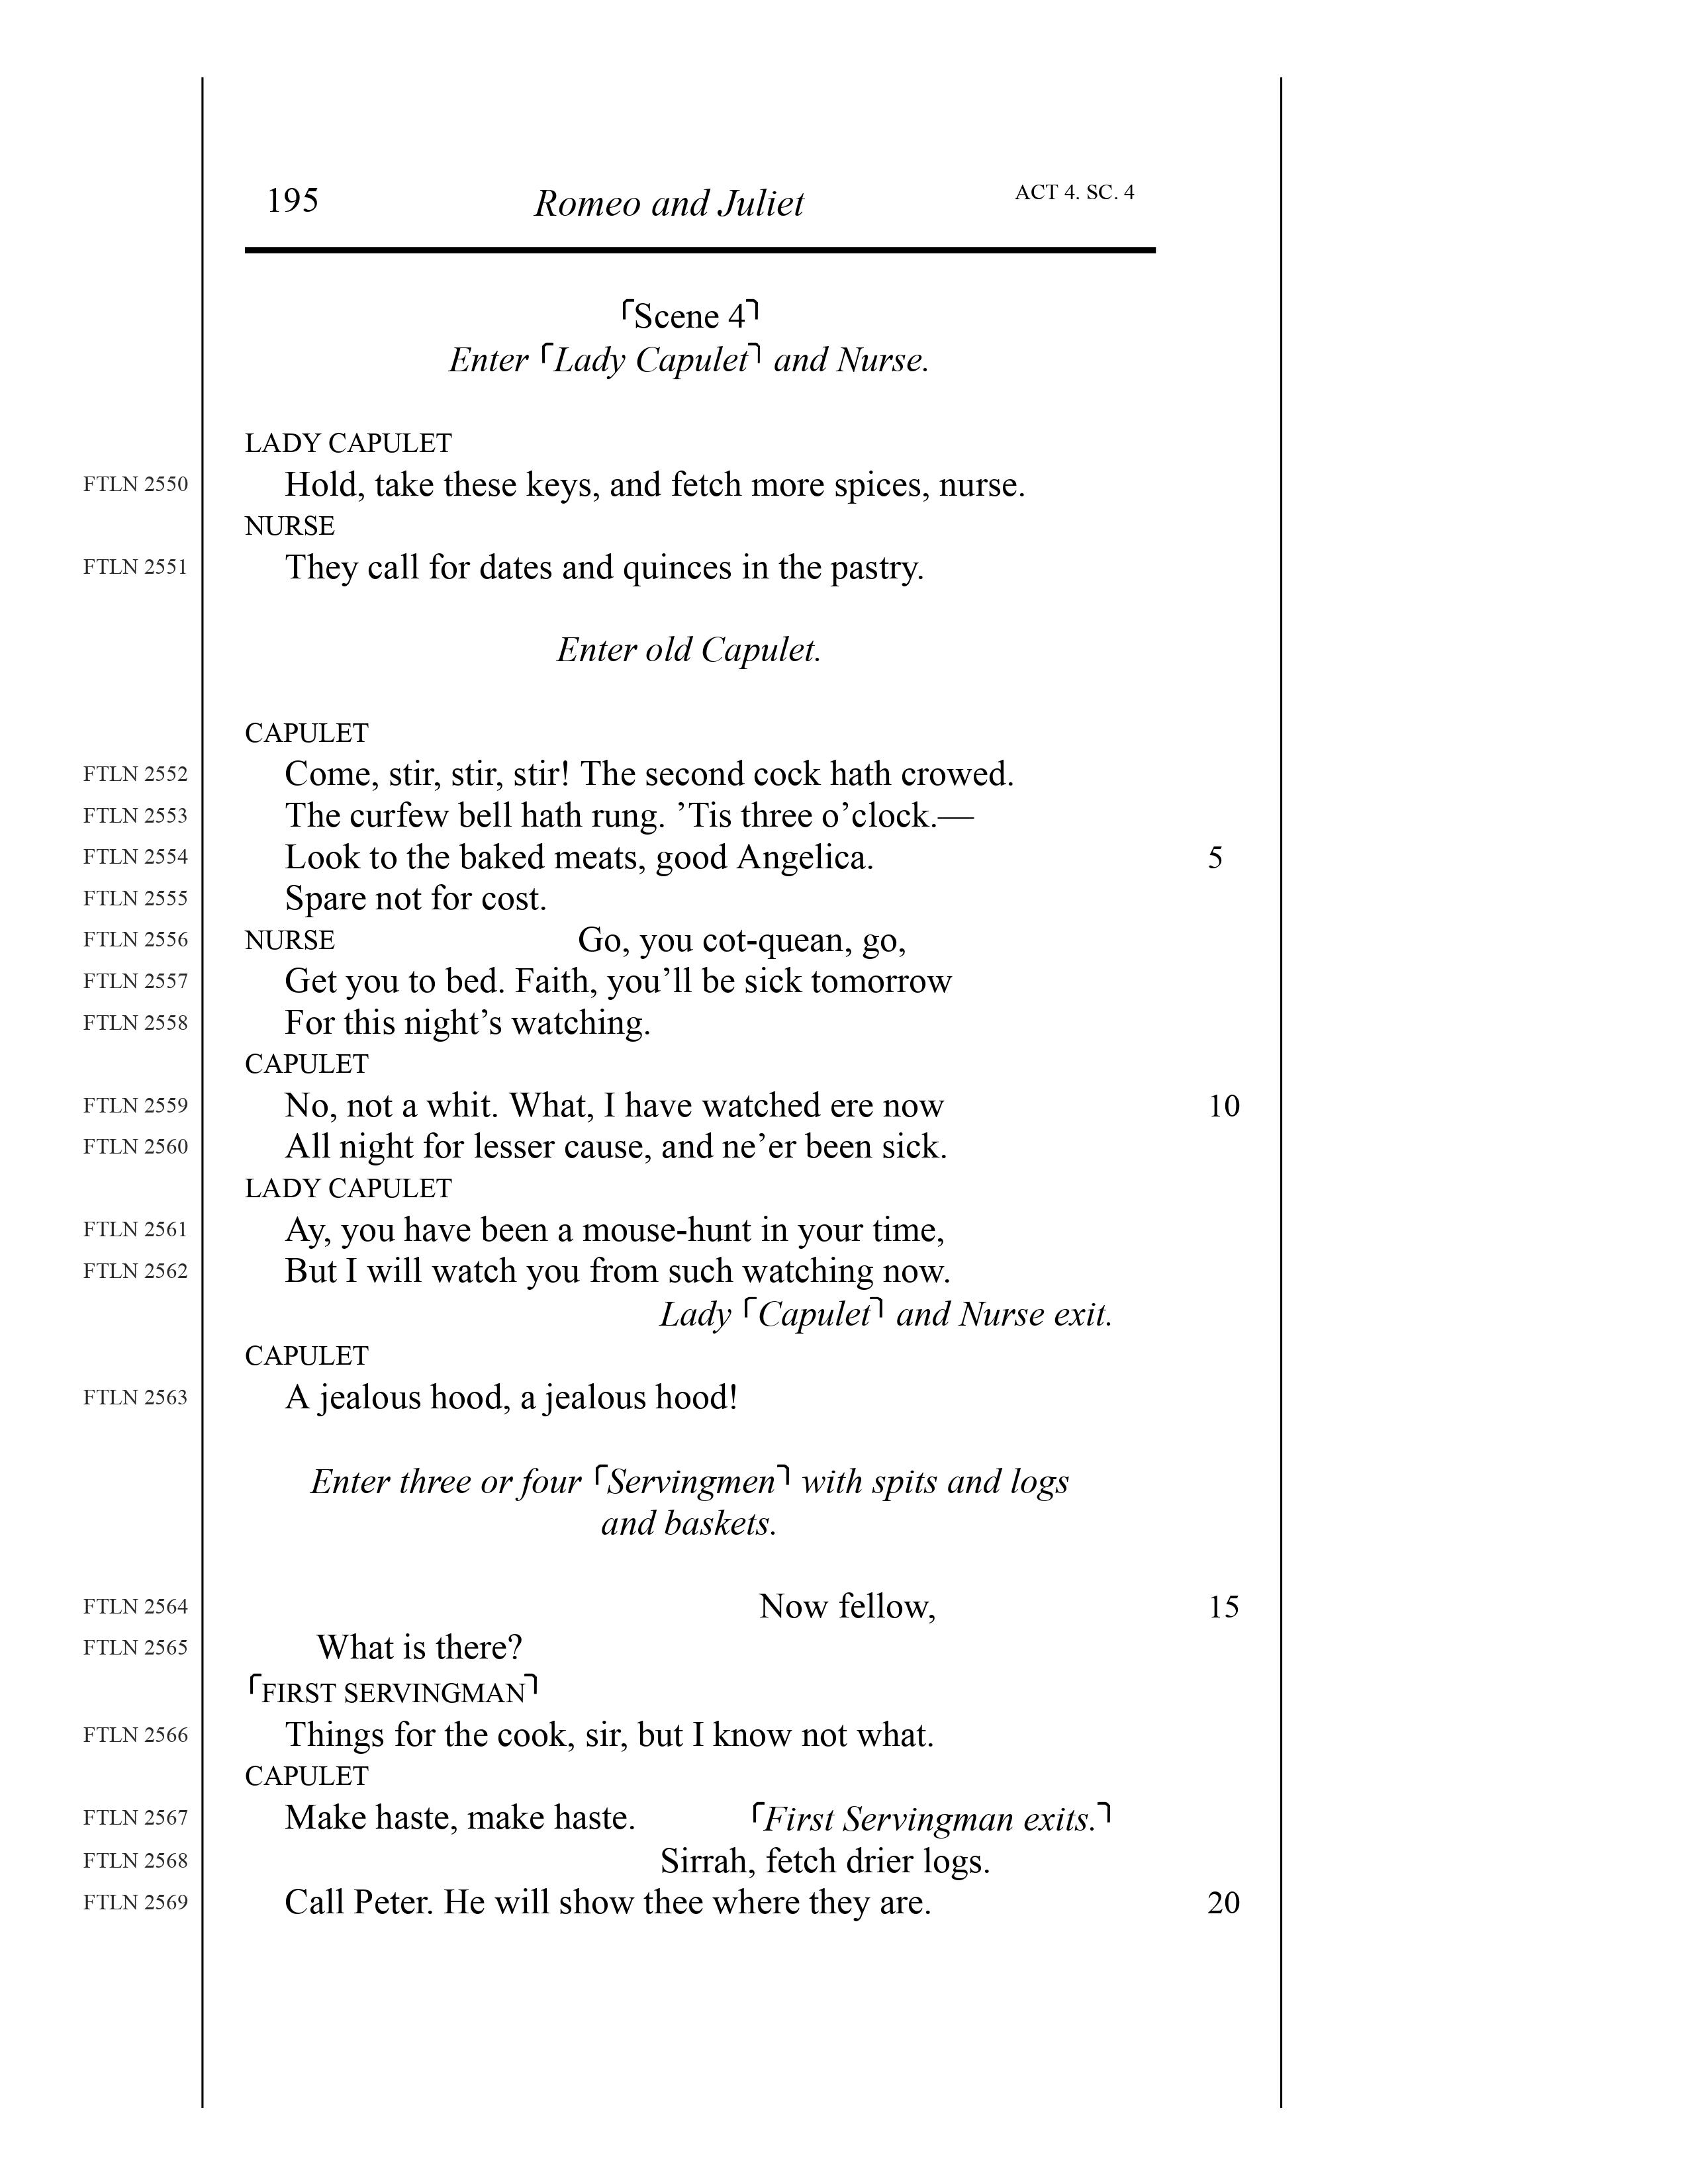 195 Romeo and Juliet ACT 4. SC. 4
⌜Scene 4⌝
Enter ⌜Lady Capulet⌝ and Nurse.
LADY CAPULET
FTLN 2550 Hold, take these keys, and fetch more spices, nurse.
NURSE
FTLN 2551 They call for dates and quinces in the pastry.
Enter old Capulet.
CAPULET
FTLN 2552 Come, stir, stir, stir! The second cock hath crowed.
FTLN 2553 The curfew bell hath rung. ’Tis three o’clock.—
FTLN 2554 Look to the baked meats, good Angelica. 5
FTLN 2555 Spare not for cost.
FTLN 2556 NURSE Go, you cot-quean, go,
FTLN 2557 Get you to bed. Faith, you’ll be sick tomorrow
FTLN 2558 For this night’s watching.
CAPULET
FTLN 2559 No, not a whit. What, I have watched ere now 10
FTLN 2560 All night for lesser cause, and ne’er been sick.
LADY CAPULET
FTLN 2561 Ay, you have been a mouse-hunt in your time,
FTLN 2562 But I will watch you from such watching now.
Lady ⌜Capulet⌝ and Nurse exit.
CAPULET
FTLN 2563 A jealous hood, a jealous hood!
Enter three or four ⌜Servingmen⌝ with spits and logs
and baskets.
FTLN 2564 Now fellow, 15
FTLN 2565 What is there?
⌜FIRST SERVINGMAN⌝
FTLN 2566 Things for the cook, sir, but I know not what.
CAPULET
FTLN 2567 Make haste, make haste. ⌜First Servingman exits.⌝
FTLN 2568 Sirrah, fetch drier logs.
FTLN 2569 Call Peter. He will show thee where they are. 20